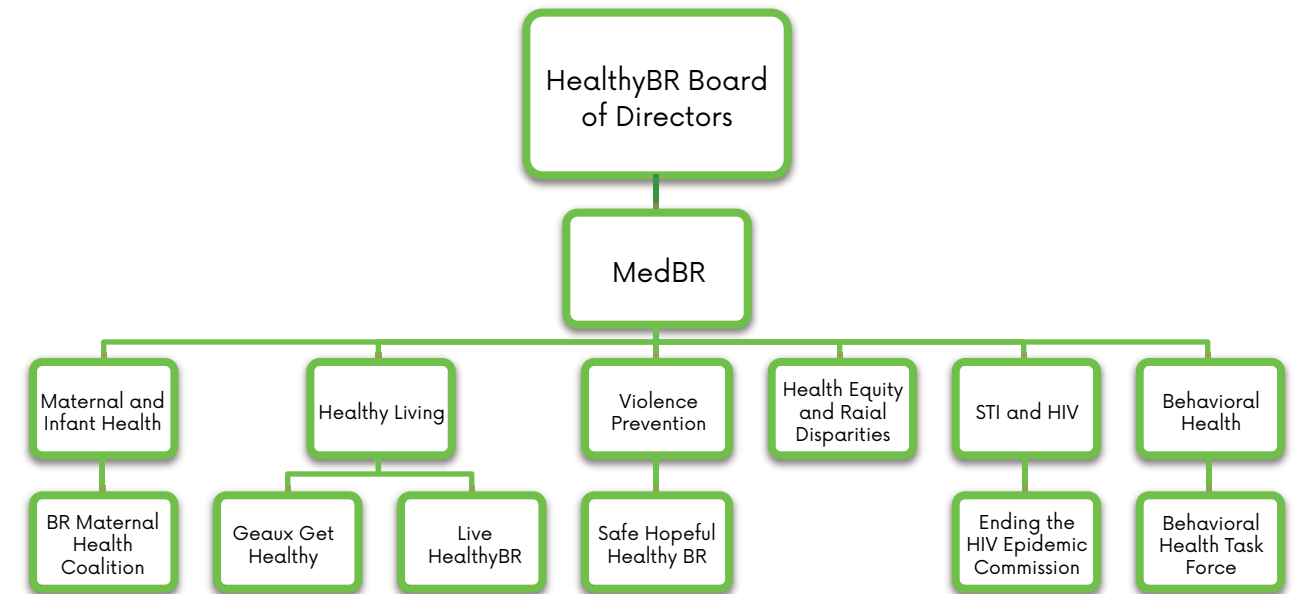 HealthyBR Board
of Directors
MedBR
Maternal and
Infant Health
Healthy Living
Violence
Prevention
Health Equity
and Raial
Disparities
STI and HIV
Behavioral
Health
BR Maternal
Health
Coalition
Geaux Get
Healthy
Live
HealthyBR
Safe Hopeful
Healthy BR
Ending the
HIV Epidemic
Commission
Behavioral
Health Task
Force